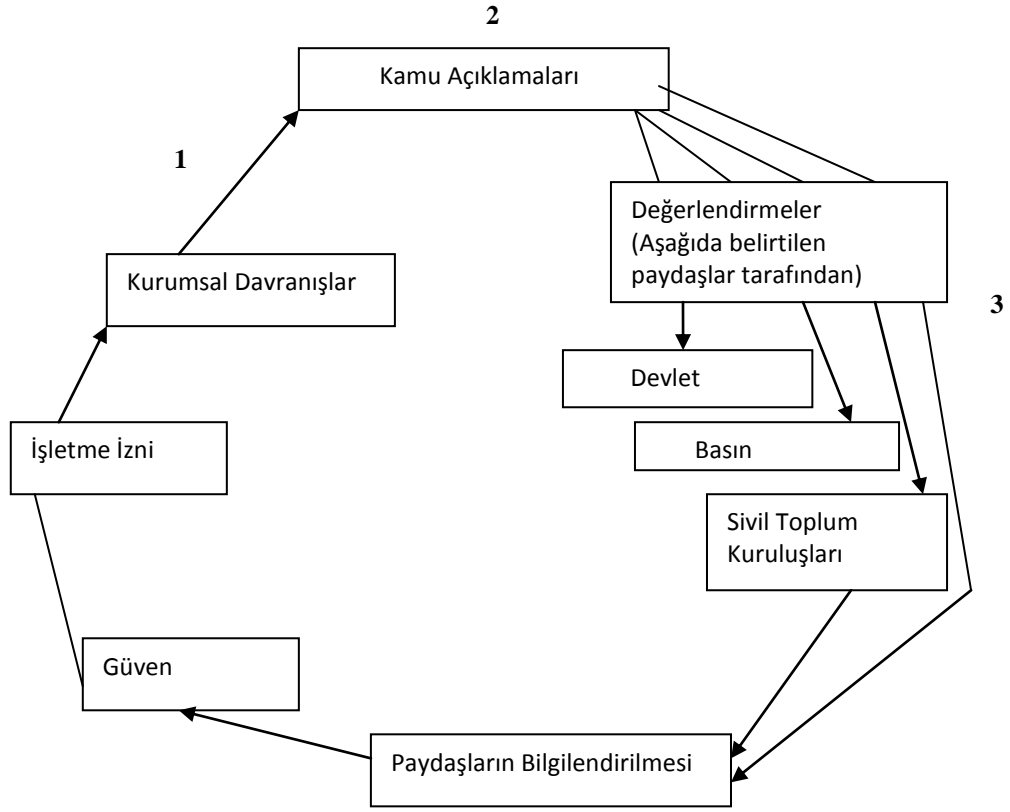 2
Kamu Açıklamaları
1
Değerlendirmeler
(Aşağıda belirtilen
paydaşlar tarafından)
Kurumsal Davranışlar
3
Devlet
İşletme İzni
Basın
Sivil Toplum
Kuruluşları
Güven
Paydaşların Bilgilendirilmesi